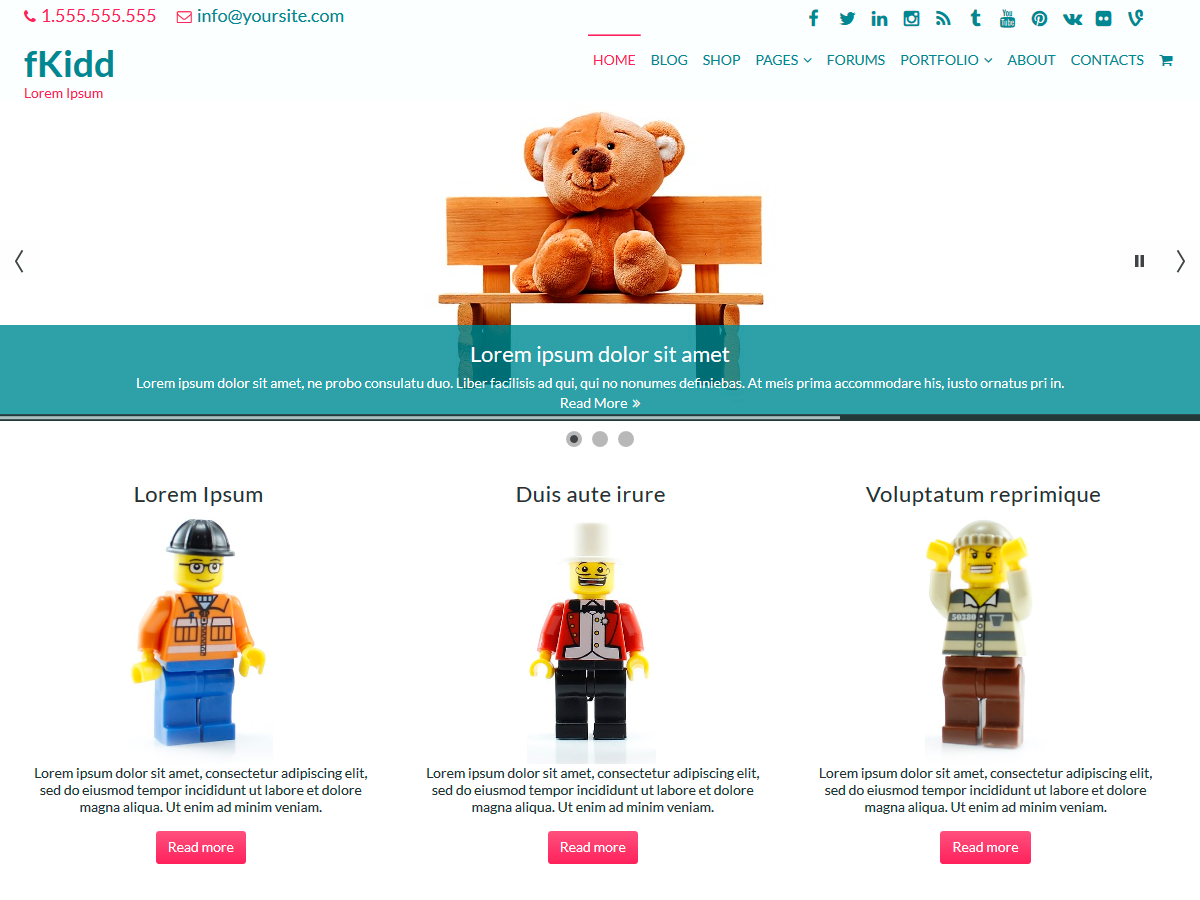 1.555.555.555 info@yoursite.com
fKidd
Lorem Ipsum
HOME BLOG SHOP PAGES FORUMS PORTFOLIO ABOUT CONTACTS
Lorem ipsum dolor sit amet
Lorem ipsum dolor sit amet, ne probo consulatu duo. Liber facilisis ad qui, qui no nonumes definiebas. At meis prima accommodare his, iusto ornatus pri in.
Read More »
Lorem Ipsum
Duis aute irure
Voluptatum reprimique
50380
Lorem ipsum dolor sit amet, consectetur adipiscing elit,
sed do eiusmod tempor incididunt ut labore et dolore
magna aliqua. Ut enim ad minim veniam.
Read more
Lorem ipsum dolor sit amet, consectetur adipiscing elit,
sed do eiusmod tempor incididunt ut labore et dolore
magna aliqua. Ut enim ad minim veniam.
Read more
Lorem ipsum dolor sit amet, consectetur adipiscing elit,
sed do eiusmod tempor incididunt ut labore et dolore
magna aliqua. Ut enim ad minim veniam.
Read more